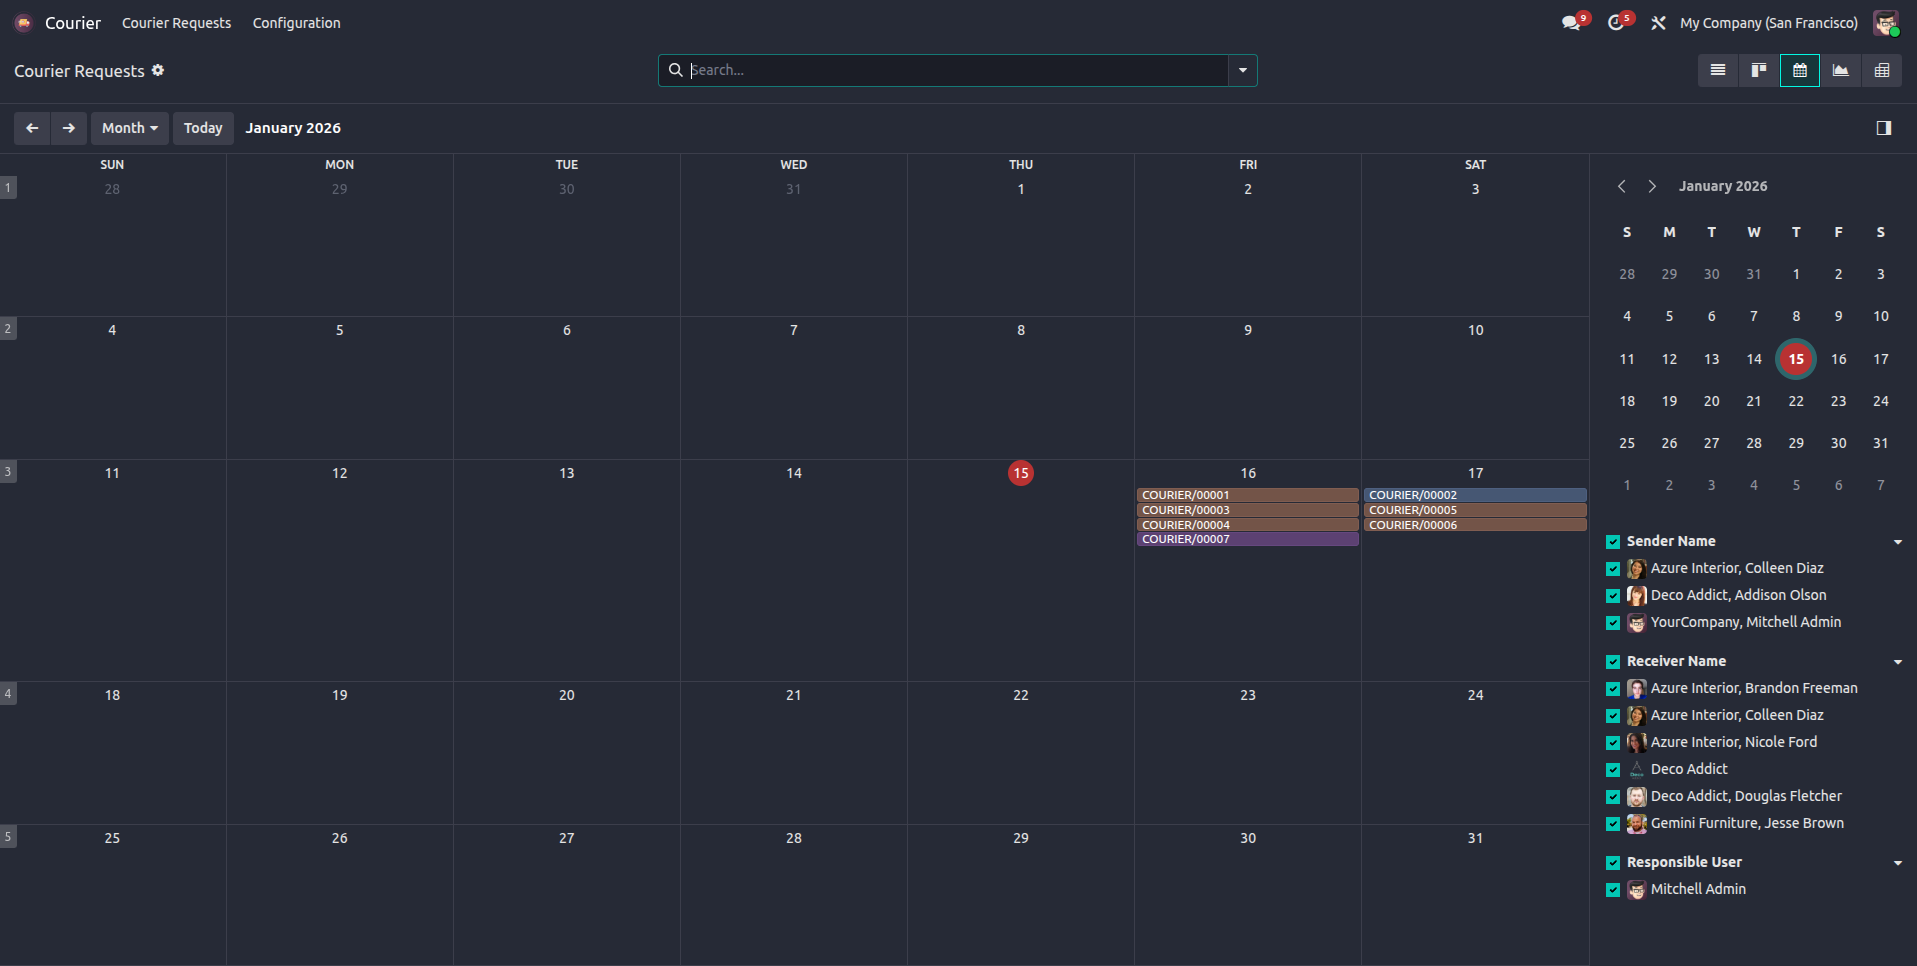 Courier Courier Requests Configuration 9 5 My Company (San Francisco)
Courier Requests Search...
Month Today January 2026
SUN MON TUE WED THU FRI SAT
1 28 29 30 31 1 2 3
2 4 5 6 7 8 9 10
3 11 12 13 14 15 16 17
COURIER/00001 COURIER/00002
COURIER/00003 COURIER/00005
COURIER/00004 COURIER/00006
COURIER/00007
4 18 19 20 21 22 23 24
5 25 26 27 28 29 30 31
January 2026
S M T W T F S
28 29 30 31 1 2 3
4 5 6 7 8 9 10
11 12 13 14 15 16 17
18 19 20 21 22 23 24
25 26 27 28 29 30 31
1 2 3 4 5 6 7
Sender Name
Azure Interior, Colleen Diaz
Deco Addict, Addison Olson
YourCompany, Mitchell Admin
Receiver Name
Azure Interior, Brandon Freeman
Azure Interior, Colleen Diaz
Azure Interior, Nicole Ford
Deco Addict
Deco Addict, Douglas Fletcher
Gemini Furniture, Jesse Brown
Responsible User
Mitchell Admin